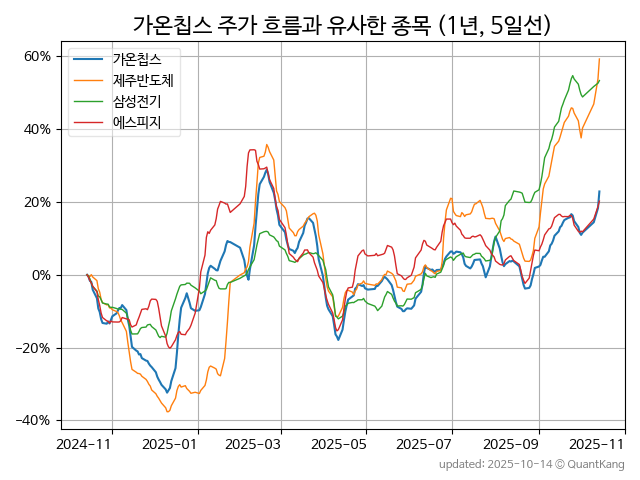 가온칩스 주가 흐름과 유사한 종목 (1년, 5일선)
가온칩스
제주반도체
삼성전기
에스피지
60%
40%
20%
0%
−20%
−40%
2024-11
2025-01
2025-03
2025-05
2025-07
2025-09
2025-11
updated: 2025-10-14 © QuantKang